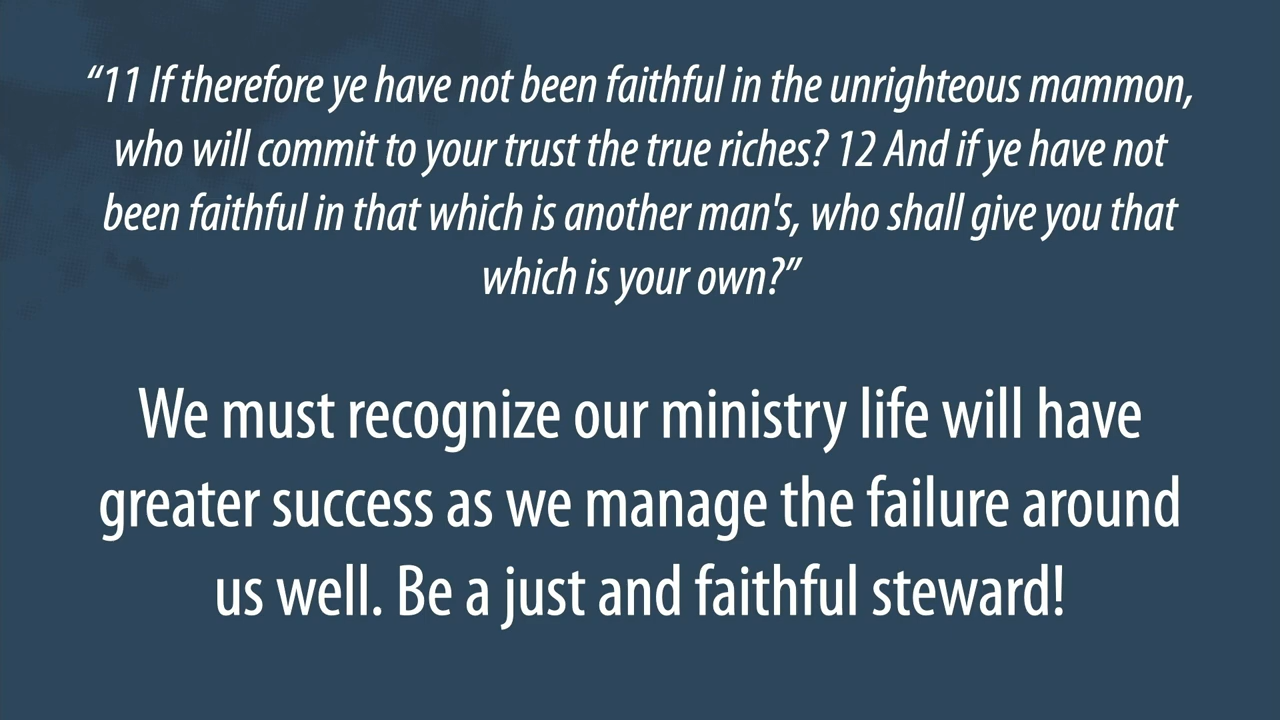 “11 If therefore ye have not been faithful in the unrighteous mammon,
who will commit to your trust the true riches? 12 And if ye have not
been faithful in that which is another man's, who shall give you that
which is your own?”
We must recognize our ministry life will have
greater success as we manage the failure around
us well. Be a just and faithful steward!